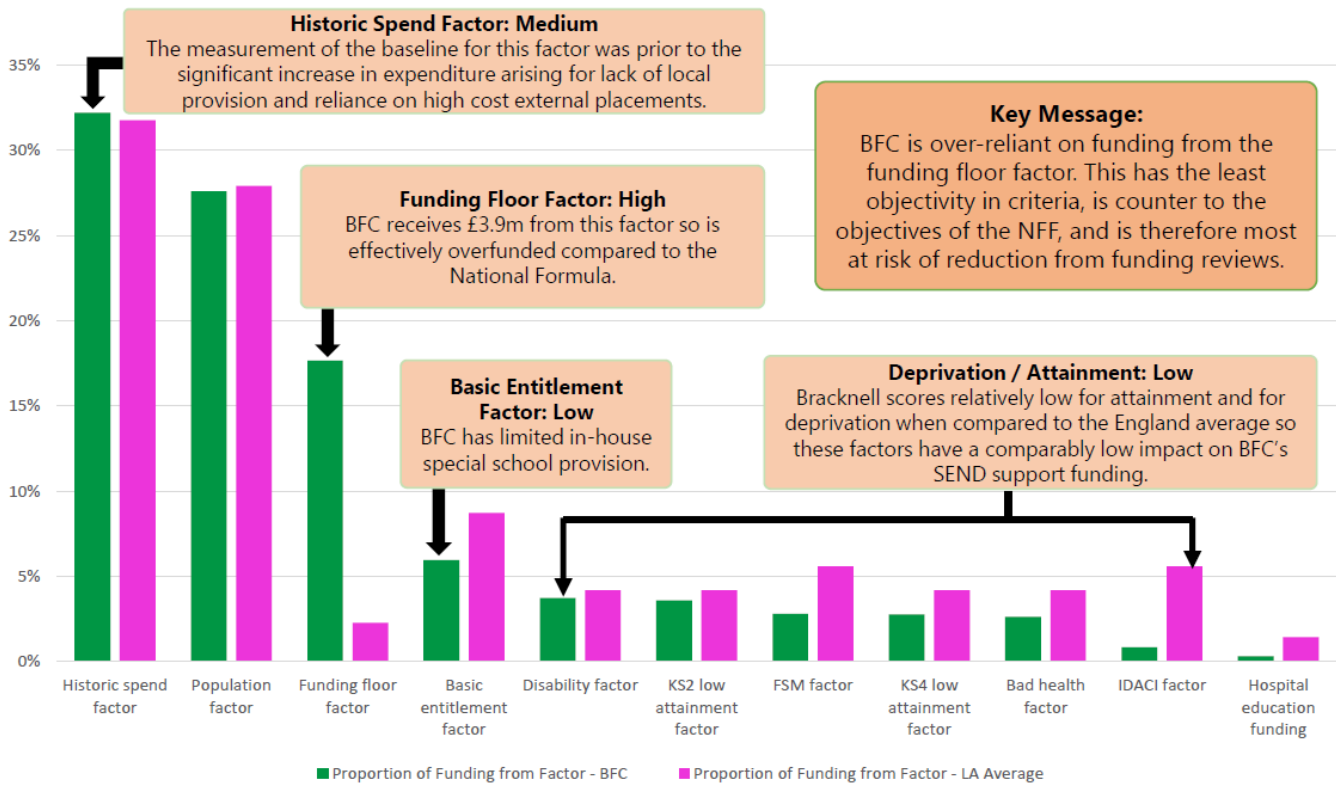 Historic Spend Factor: Medium
The measurement of the baseline for this factor was prior to the
significant increase in expenditure arising for lack of local
provision and reliance on high cost external placements.
Key Message:
BFC is over-reliant on funding from the
funding floor factor. This has the least
objectivity in criteria, is counter to the
objectives of the NFF, and is therefore most
at risk of reduction from funding reviews.
Funding Floor Factor: High
BFC receives £3.9m from this factor so is
effectively overfunded compared to the
National Formula.
Basic Entitlement
Factor: Low
BFC has limited in-house
special school provision.
Deprivation / Attainment: Low
Bracknell scores relatively low for attainment and for
deprivation when compared to the England average so
these factors have a comparably low impact on BFC's
SEND support funding.
35%
30%
25%
20%
15%
10%
5%
0%
Historic spend
factor
Population
factor
Funding floor
factor
Basic
entitlement
factor
Disability factor
KS2 low
attainment
factor
FSM factor
KS4 low
attainment factor
Bad health
factor
IDACI factor
Hospital
education
funding
Proportion of Funding from Factor - BFC
Proportion of Funding from Factor - LA Average